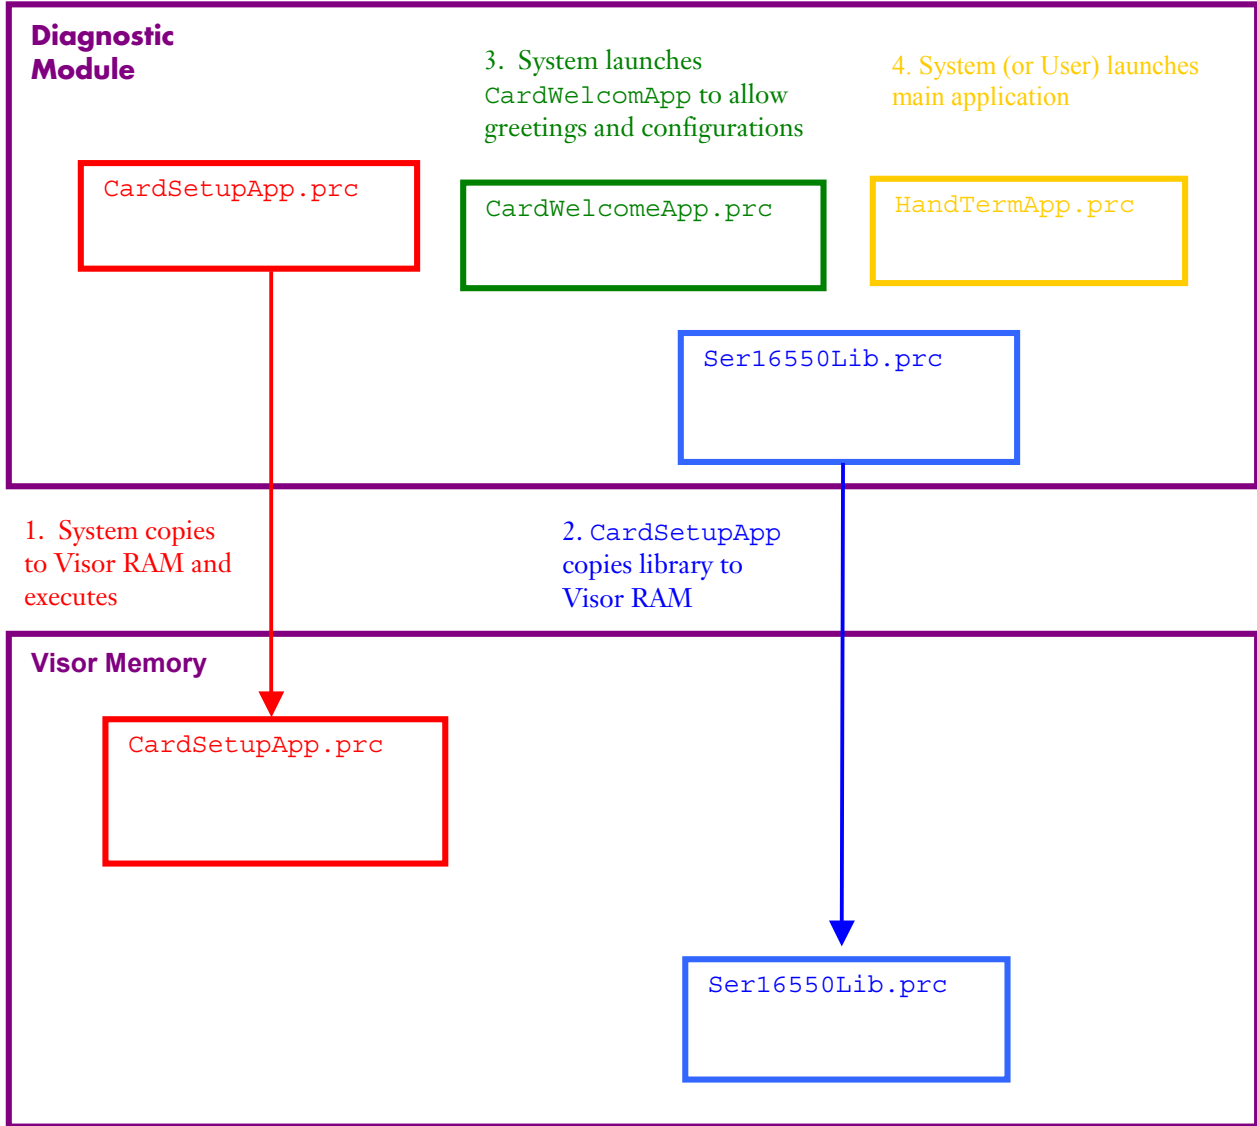 Diagnostic
Module
3. System launches
CardWelcomApp to allow
greetings and configurations
4. System (or User) launches
main application
CardSetupApp.prc
CardWelcomeApp.prc
HandTermApp.prc
Ser16550Lib.prc
1. System copies
to Visor RAM and
executes
2. CardSetupApp
copies library to
Visor RAM
Visor Memory
CardSetupApp.prc
Ser16550Lib.prc